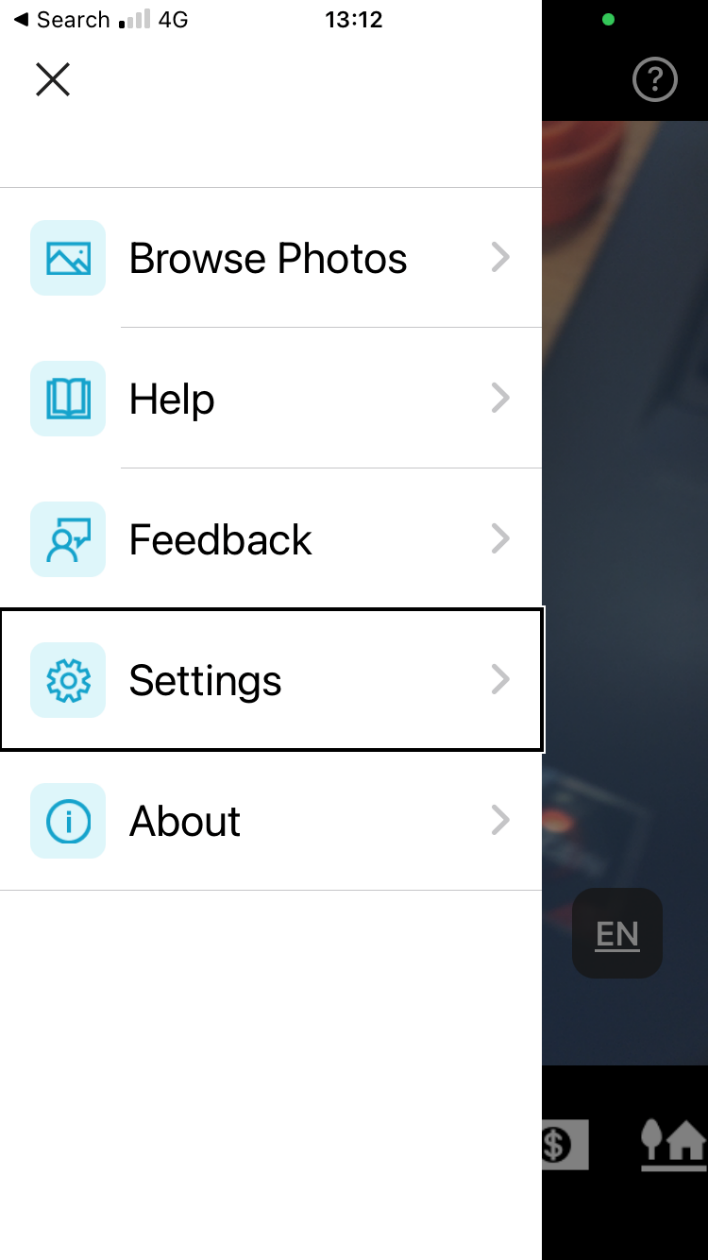 Search 4G 13:12
?
Browse Photos
Help
Feedback
Settings
i About
EN
$